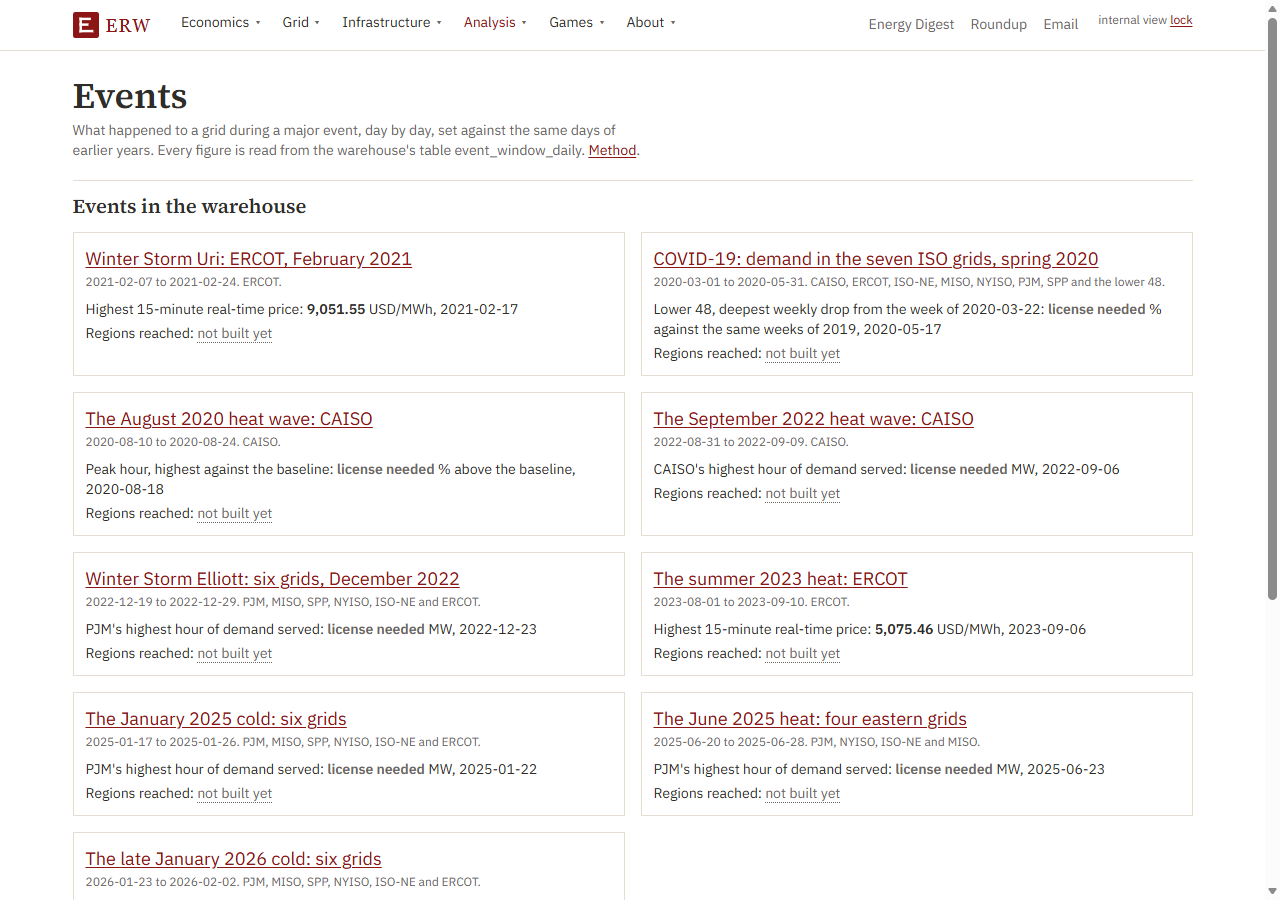 E ERW Economics Grid Infrastructure Analysis Games About Energy Digest Roundup Email internal view lock
Events
What happened to a grid during a major event, day by day, set against the same days of
earlier years. Every figure is read from the warehouse's table event_window_daily. Method.
Events in the warehouse
Winter Storm Uri: ERCOT, February 2021
2021-02-07 to 2021-02-24. ERCOT.
Highest 15-minute real-time price: 9,051.55 USD/MWh, 2021-02-17
Regions reached: not built yet
COVID-19: demand in the seven ISO grids, spring 2020
2020-03-01 to 2020-05-31. CAISO, ERCOT, ISO-NE, MISO, NYISO, PJM, SPP and the lower 48.
Lower 48, deepest weekly drop from the week of 2020-03-22: license needed %
against the same weeks of 2019, 2020-05-17
Regions reached: not built yet
The August 2020 heat wave: CAISO
2020-08-10 to 2020-08-24. CAISO.
Peak hour, highest against the baseline: license needed % above the baseline,
2020-08-18
Regions reached: not built yet
The September 2022 heat wave: CAISO
2022-08-31 to 2022-09-09. CAISO.
CAISO's highest hour of demand served: license needed MW, 2022-09-06
Regions reached: not built yet
Winter Storm Elliott: six grids, December 2022
2022-12-19 to 2022-12-29. PJM, MISO, SPP, NYISO, ISO-NE and ERCOT.
PJM's highest hour of demand served: license needed MW, 2022-12-23
Regions reached: not built yet
The summer 2023 heat: ERCOT
2023-08-01 to 2023-09-10. ERCOT.
Highest 15-minute real-time price: 5,075.46 USD/MWh, 2023-09-06
Regions reached: not built yet
The January 2025 cold: six grids
2025-01-17 to 2025-01-26. PJM, MISO, SPP, NYISO, ISO-NE and ERCOT.
PJM's highest hour of demand served: license needed MW, 2025-01-22
Regions reached: not built yet
The June 2025 heat: four eastern grids
2025-06-20 to 2025-06-28. PJM, NYISO, ISO-NE and MISO.
PJM's highest hour of demand served: license needed MW, 2025-06-23
Regions reached: not built yet
The late January 2026 cold: six grids
2026-01-23 to 2026-02-02. PJM, MISO, SPP, NYISO, ISO-NE and ERCOT.